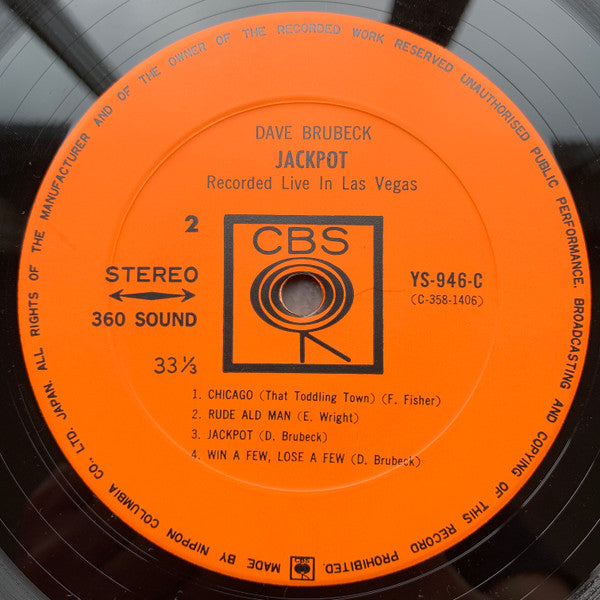 DAVE BRUBECK
JACKPOT
Recorded Live In Las Vegas
2
CBS
STEREO
360 SOUND
YS-946-C
(C-358-1406)
33⅓
1. CHICAGO (That Toddling Town) (F. Fisher)
2. RUDE ALD MAN (E. Wright)
3. JACKPOT (D. Brubeck)
4. WIN A FEW, LOSE A FEW (D. Brubeck)
MADE BY NIPPON COLUMBIA CO., LTD. JAPAN. ALL RIGHTS OF THE MANUFACTURER AND OF THE OWNER OF THE RECORDED WORK RESERVED UNAUTHORISED PUBLIC PERFORMANCE. BROADCASTING AND COPYING OF THIS RECORD PROHIBITED.
CBS